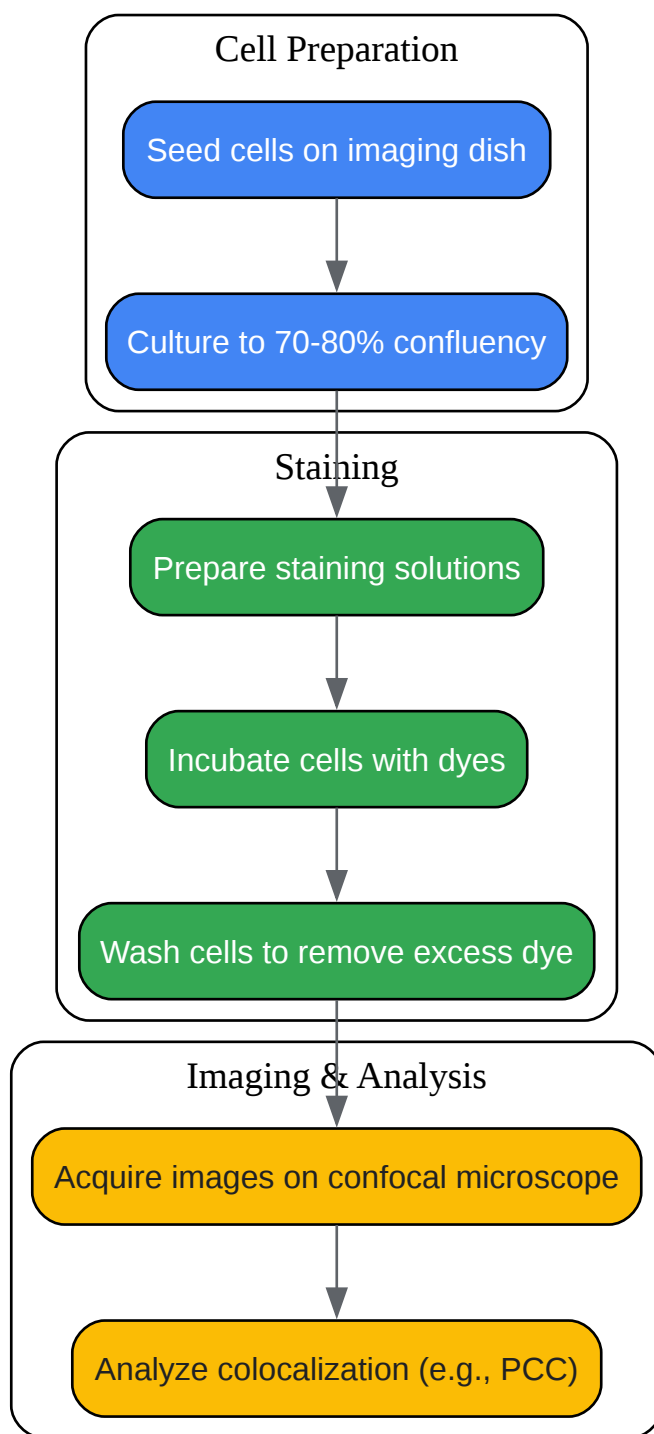 Cell Preparation
Seed cells on imaging dish
Culture to 70-80% confluency
Staining
Prepare staining solutions
Incubate cells with dyes
Wash cells to remove excess dye
Imaging & Analysis
Acquire images on confocal microscope
Analyze colocalization (e.g., PCC)